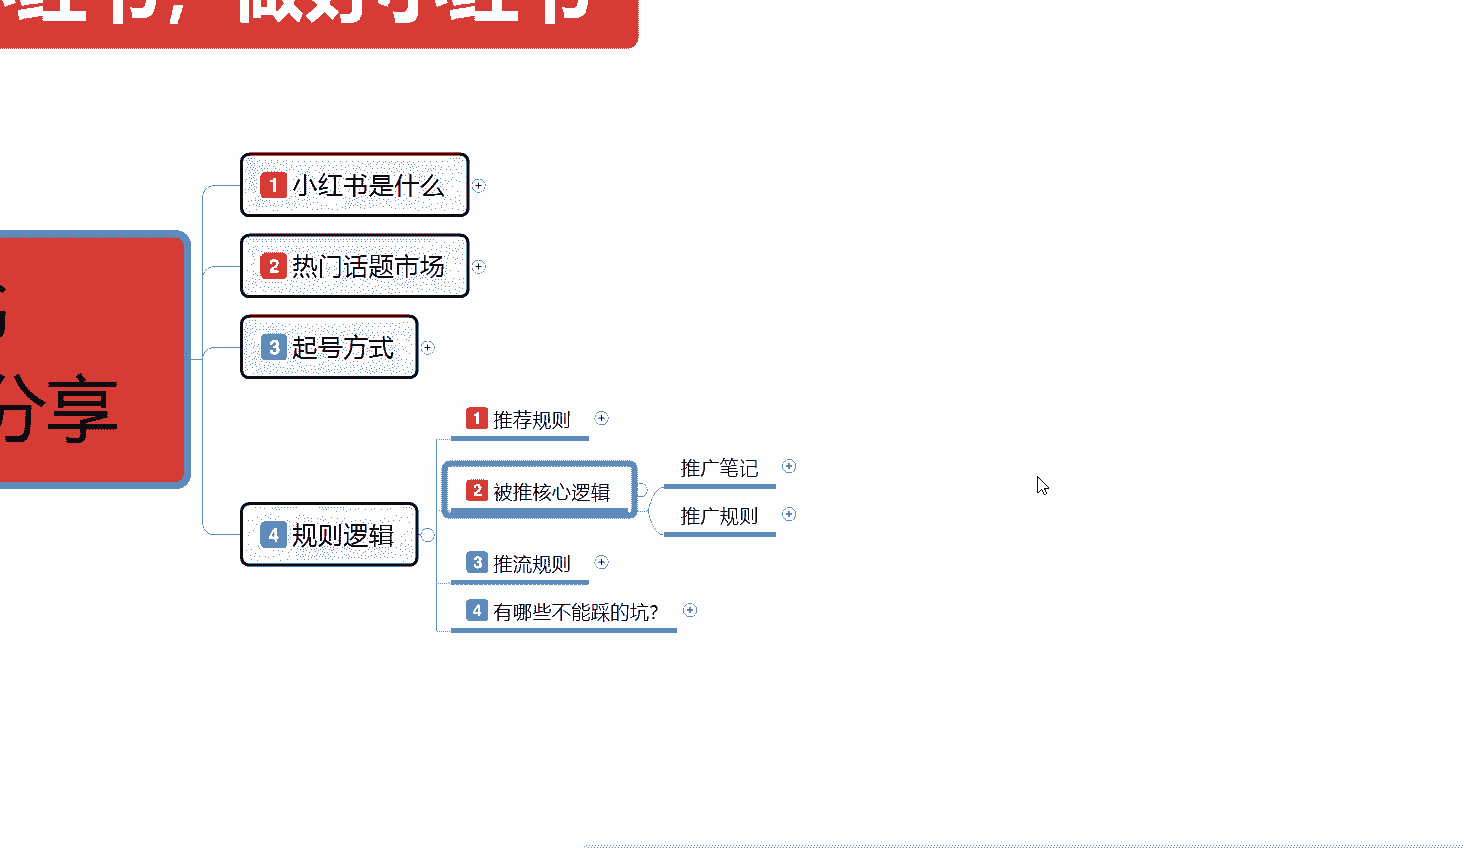 小红书，做好小红书
书
分享
1 小红书是什么
2 热门话题市场
3 起号方式
4 规则逻辑
1 推荐规则
2 被推核心逻辑
推广笔记
推广规则
3 推流规则
4 有哪些不能踩的坑？